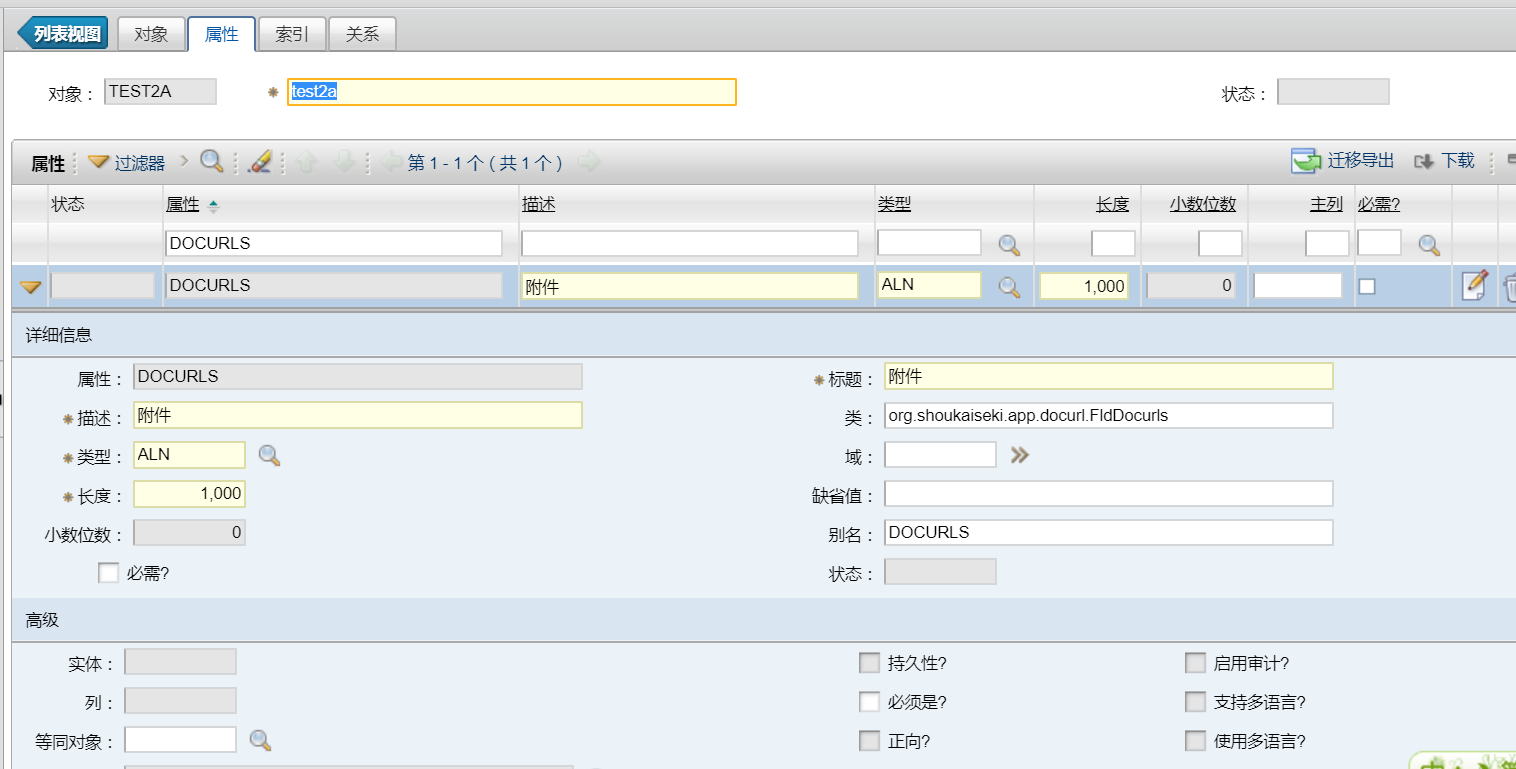 列表视图 对象 属性 索引 关系
对象： TEST2A test2a 状态：
属性 过滤器 第 1 - 1 个 ( 共 1 个 ) 迁移导出 下载
状态 属性 描述 类型 长度 小数位数 主列 必需?
DOCURLS
DOCURLS 附件 ALN 1,000 0
详细信息
属性： DOCURLS *标题： 附件
*描述： 附件 类： org.shoukaiseki.app.docurl.FldDocurls
*类型： ALN 域：
*长度： 1,000 缺省值：
小数位数： 0 别名： DOCURLS
必需? 状态：
高级
实体： 持久性? 启用审计?
列： 必须是? 支持多语言?
等同对象： 正向? 使用多语言?